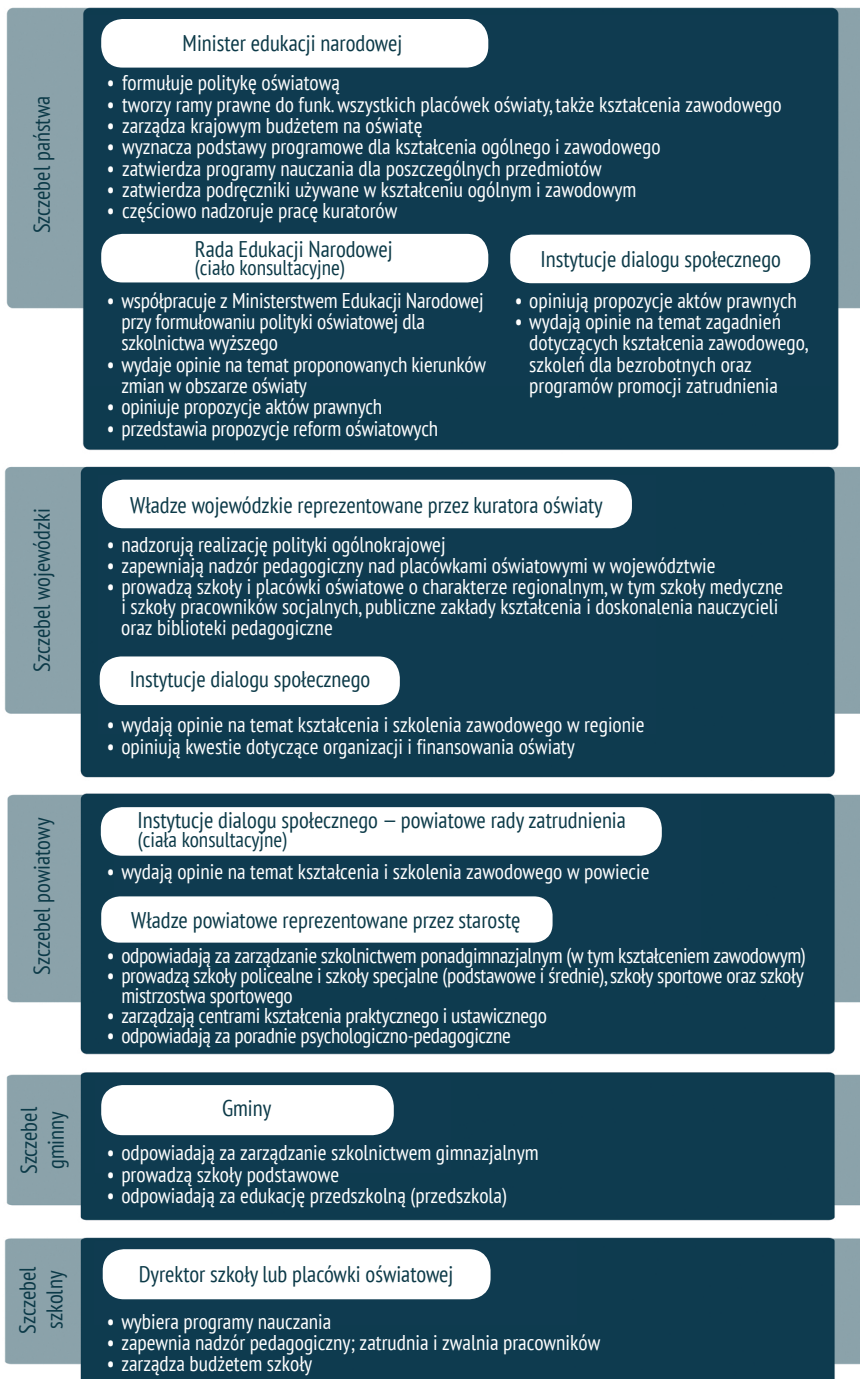 Szczebel państwa
Minister edukacji narodowej
• formułuje politykę oświatową
• tworzy ramy prawne do funk. wszystkich placówek oświaty, także kształcenia zawodowego
• zarządza krajowym budżetem na oświatę
• wyznacza podstawy programowe dla kształcenia ogólnego i zawodowego
• zatwierdza programy nauczania dla poszczególnych przedmiotów
• zatwierdza podręczniki używane w kształceniu ogólnym i zawodowym
• częściowo nadzoruje pracę kuratorów
Rada Edukacji Narodowej
(ciało konsultacyjne)
• współpracuje z Ministerstwem Edukacji Narodowej
przy formułowaniu polityki oświatowej dla
szkolnictwa wyższego
• wydaje opinie na temat proponowanych kierunków
zmian w obszarze oświaty
• opiniuje propozycje aktów prawnych
• przedstawia propozycje reform oświatowych
Instytucje dialogu społecznego
• opiniują propozycje aktów prawnych
• wydają opinie na temat zagadnień
dotyczących kształcenia zawodowego,
szkoleń dla bezrobotnych oraz
programów promocji zatrudnienia
Szczebel wojewódzki
Władze wojewódzkie reprezentowane przez kuratora oświaty
• nadzorują realizację polityki ogólnokrajowej
• zapewniają nadzór pedagogiczny nad placówkami oświatowymi w województwie
• prowadzą szkoły i placówki oświatowe o charakterze regionalnym, w tym szkoły medyczne
i szkoły pracowników socjalnych, publiczne zakłady kształcenia i doskonalenia nauczycieli
oraz biblioteki pedagogiczne
Instytucje dialogu społecznego
• wydają opinie na temat kształcenia i szkolenia zawodowego w regionie
• opiniują kwestie dotyczące organizacji i finansowania oświaty
Szczebel powiatowy
Instytucje dialogu społecznego — powiatowe rady zatrudnienia
(ciała konsultacyjne)
• wydają opinie na temat kształcenia i szkolenia zawodowego w powiecie
Władze powiatowe reprezentowane przez starostę
• odpowiadają za zarządzanie szkolnictwem ponadgimnazjalnym (w tym kształceniem zawodowym)
• prowadzą szkoły policealne i szkoły specjalne (podstawowe i średnie), szkoły sportowe oraz szkoły
mistrzostwa sportowego
• zarządzają centrami kształcenia praktycznego i ustawicznego
• odpowiadają za poradnie psychologiczno-pedagogiczne
Szczebel
gminny
Gminy
• odpowiadają za zarządzanie szkolnictwem gimnazjalnym
• prowadzą szkoły podstawowe
• odpowiadają za edukację przedszkolną (przedszkola)
Szczebel
szkolny
Dyrektor szkoły lub placówki oświatowej
• wybiera programy nauczania
• zapewnia nadzór pedagogiczny; zatrudnia i zwalnia pracowników
• zarządza budżetem szkoły